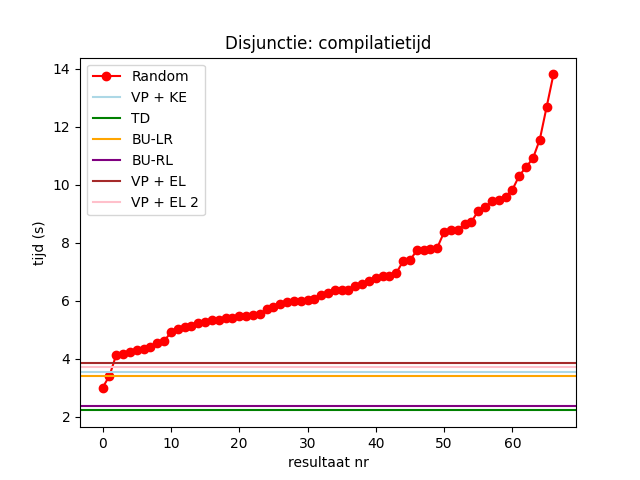 Disjunctie: compilatietijd
14
12
10
8
6
4
2
tijd (s)
Random
VP + KE
TD
BU-LR
BU-RL
VP + EL
VP + EL 2
0
10
20
30
40
50
60
resultaat nr